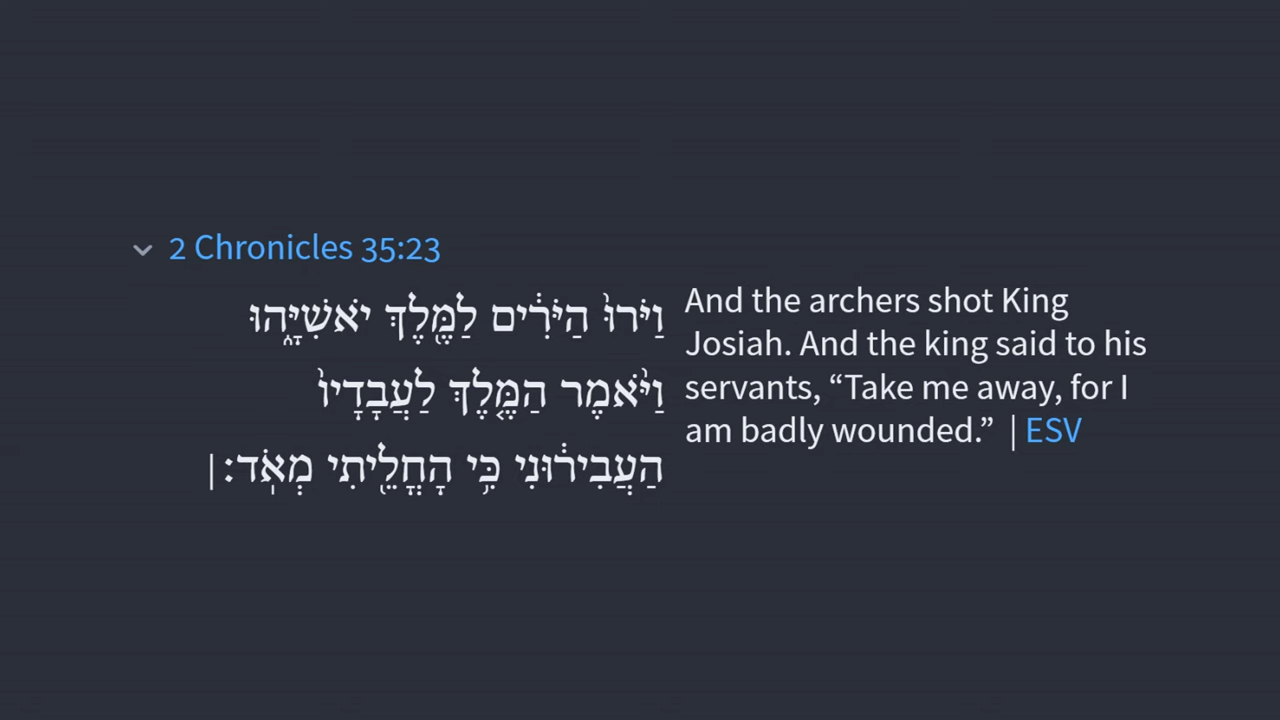 2 Chronicles 35:23
וַיֹּרוּ֙ הַיֹּרִ֔ים לַמֶּ֖לֶךְ יֹאשִׁיָּ֑הוּ
וַיֹּ֨אמֶר הַמֶּ֤לֶךְ לַעֲבָדָיו֙
הַעֲבִיר֔וּנִי כִּ֥י הָחֳלֵ֖יתִי מְאֹֽד׃ |
And the archers shot King
Josiah. And the king said to his
servants, “Take me away, for I
am badly wounded.” | ESV